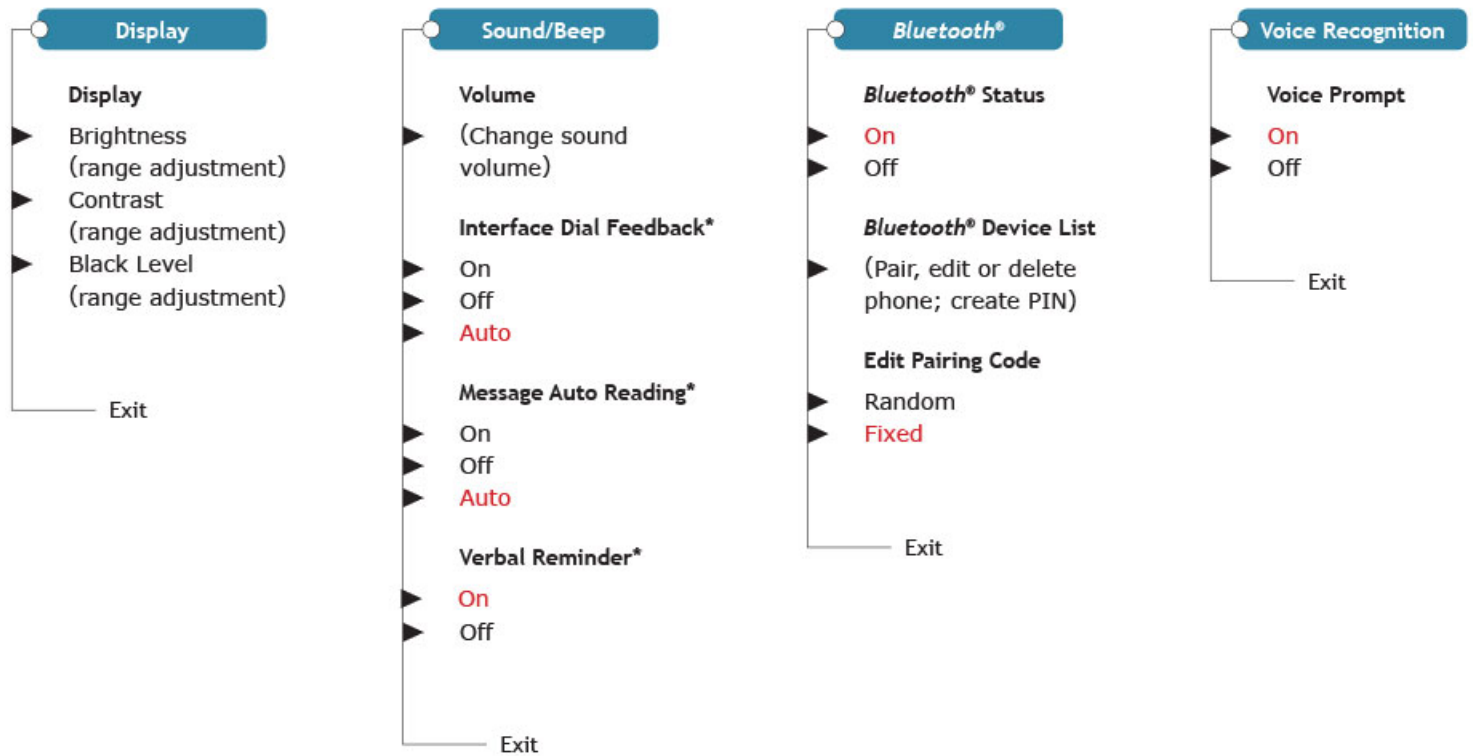 Display
Display
Brightness
(range adjustment)
Contrast
(range adjustment)
Black Level
(range adjustment)
Exit
Sound/Beep
Volume
(Change sound
volume)
Interface Dial Feedback*
On
Off
Auto
Message Auto Reading*
On
Off
Auto
Verbal Reminder*
On
Off
Exit
Bluetooth®
Bluetooth® Status
On
Off
Bluetooth® Device List
(Pair, edit or delete
phone; create PIN)
Edit Pairing Code
Random
Fixed
Exit
Voice Recognition
Voice Prompt
On
Off
Exit